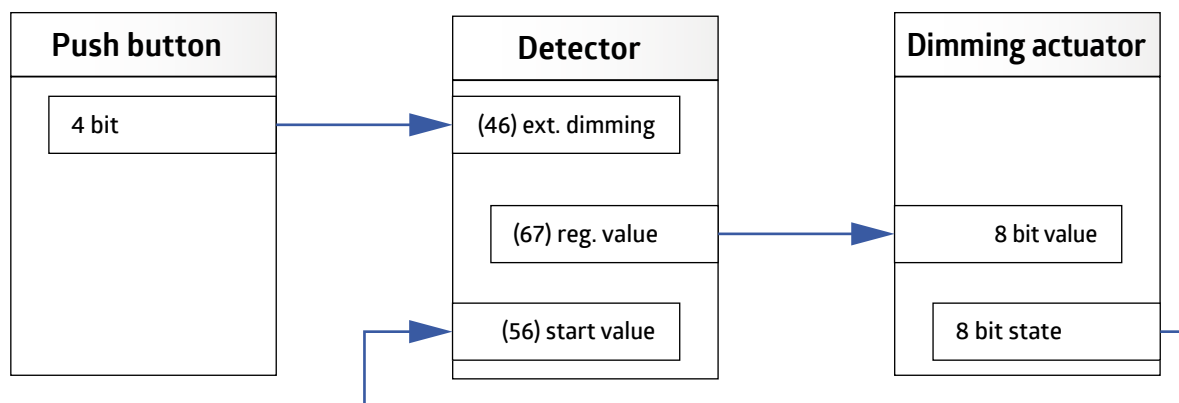 Push button
Detector
Dimming actuator
4 bit
(46) ext. dimming
(67) reg. value
8 bit value
(56) start value
8 bit state